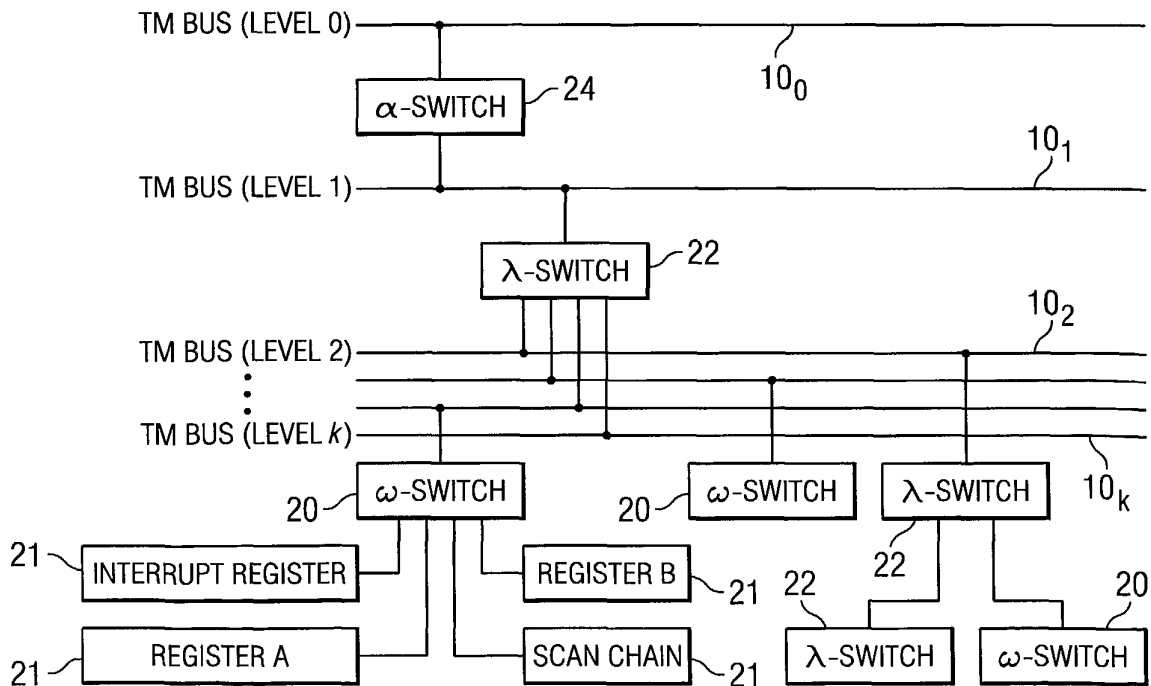 TM BUS (LEVEL 0)
10₀
α-SWITCH
24
TM BUS (LEVEL 1)
10₁
λ-SWITCH
22
10₂
TM BUS (LEVEL 2)
TM BUS (LEVEL k)
10ₖ
20
ω-SWITCH
20
ω-SWITCH
λ-SWITCH
22
21
INTERRUPT REGISTER
REGISTER B
21
22
20
21
REGISTER A
SCAN CHAIN
21
λ-SWITCH
ω-SWITCH